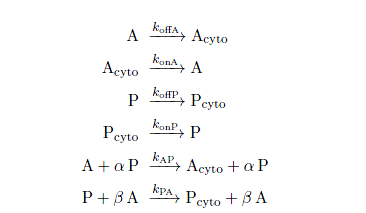 A —k_offA→ A_cyto
A_cyto —k_onA→ A
P —k_offP→ P_cyto
P_cyto —k_onP→ P
A + α P —k_AP→ A_cyto + α P
P + β A —k_PA→ P_cyto + β A